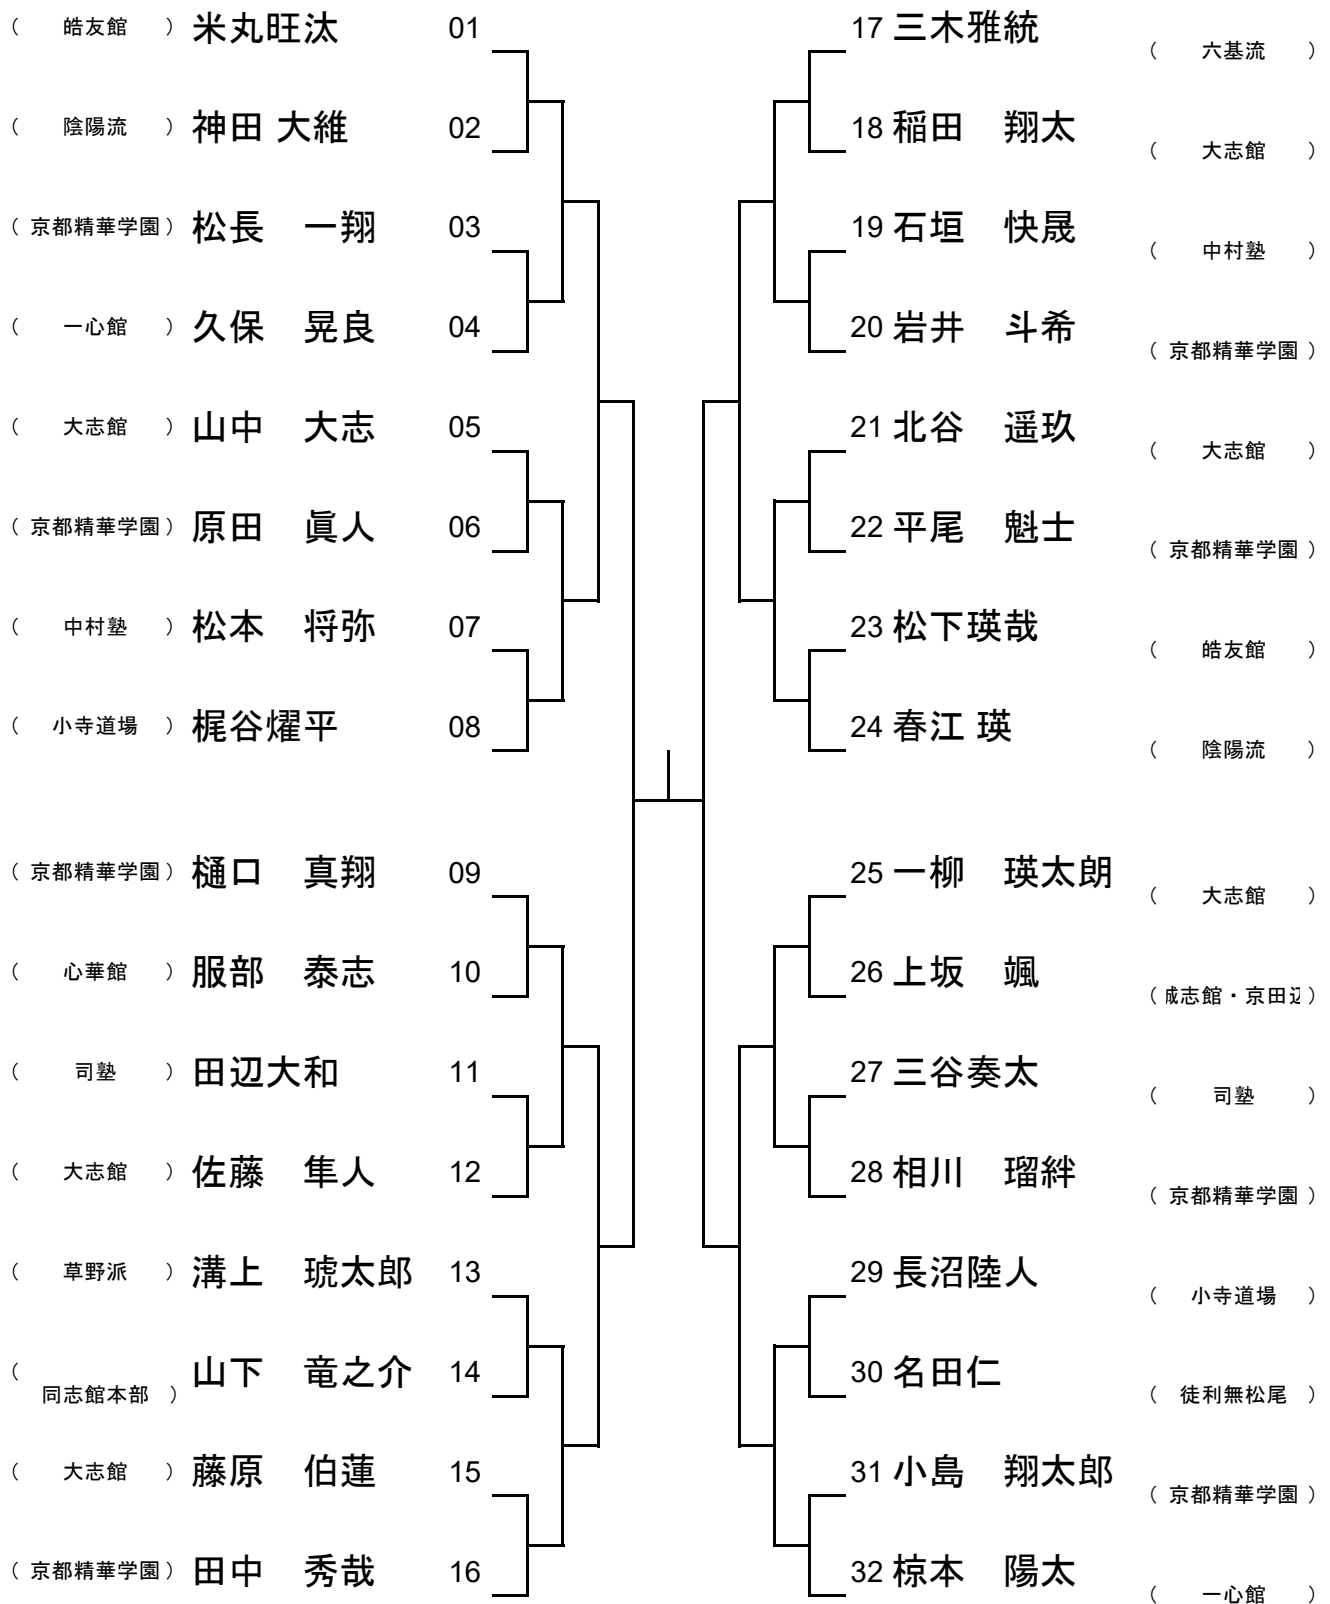 （ 皓友館 ） 米丸旺汰 01
（ 陰陽流 ） 神田 大維 02
（ 京都精華学園 ） 松長　一翔 03
（ 一心館 ） 久保　晃良 04
（ 大志館 ） 山中　大志 05
（ 京都精華学園 ） 原田　眞人 06
（ 中村塾 ） 松本　将弥 07
（ 小寺道場 ） 梶谷燿平 08
（ 京都精華学園 ） 樋口　真翔 09
（ 心華館 ） 服部　泰志 10
（ 司塾 ） 田辺大和 11
（ 大志館 ） 佐藤　隼人 12
（ 草野派 ） 溝上　琥太郎 13
（ 同志館本部 ） 山下　竜之介 14
（ 大志館 ） 藤原　伯蓮 15
（ 京都精華学園 ） 田中　秀哉 16
17 三木雅統 （ 六基流 ）
18 稲田　翔太 （ 大志館 ）
19 石垣　快晟 （ 中村塾 ）
20 岩井　斗希 （ 京都精華学園 ）
21 北谷　遥玖 （ 大志館 ）
22 平尾　魁士 （ 京都精華学園 ）
23 松下瑛哉 （ 皓友館 ）
24 春江 瑛 （ 陰陽流 ）
25 一柳　瑛太朗 （ 大志館 ）
26 上坂　颯 （ 誠志館・京田辺 ）
27 三谷奏太 （ 司塾 ）
28 相川　瑠絆 （ 京都精華学園 ）
29 長沼陸人 （ 小寺道場 ）
30 名田仁 （ 徒利無松尾 ）
31 小島　翔太郎 （ 京都精華学園 ）
32 椋本　陽太 （ 一心館 ）